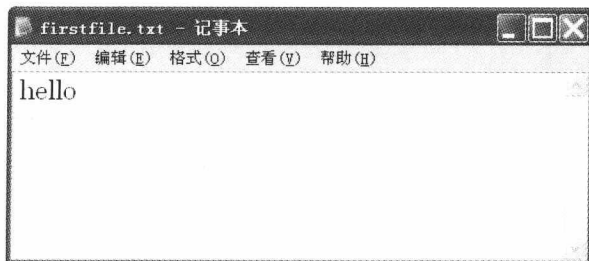 firstfile.txt - 记事本
文件(F) 编辑(E) 格式(O) 查看(V) 帮助(H)
hello